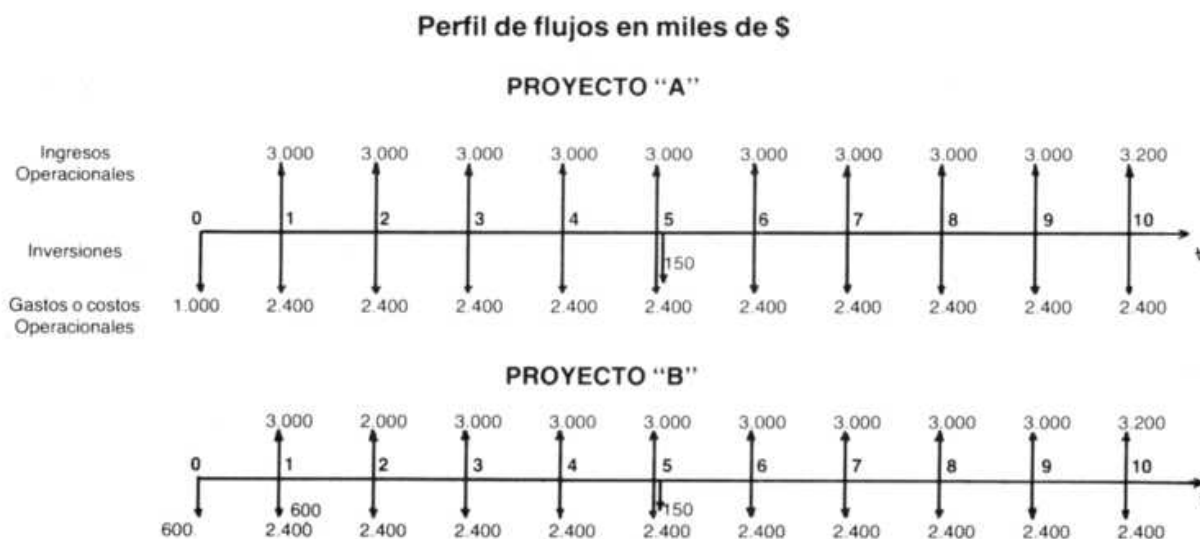 Perfil de flujos en miles de $
PROYECTO “A”
Ingresos
Operacionales
3.000 3.000 3.000 3.000 3.000 3.000 3.000 3.000 3.000 3.200
0 1 2 3 4 5 6 7 8 9 10
Inversiones
150
t
Gastos o costos
Operacionales
1.000 2.400 2.400 2.400 2.400 2.400 2.400 2.400 2.400 2.400 2.400
PROYECTO “B”
3.000 2.000 3.000 3.000 3.000 3.000 3.000 3.000 3.000 3.200
0 1 2 3 4 5 6 7 8 9 10
600 150
600 2.400 2.400 2.400 2.400 2.400 2.400 2.400 2.400 2.400 2.400